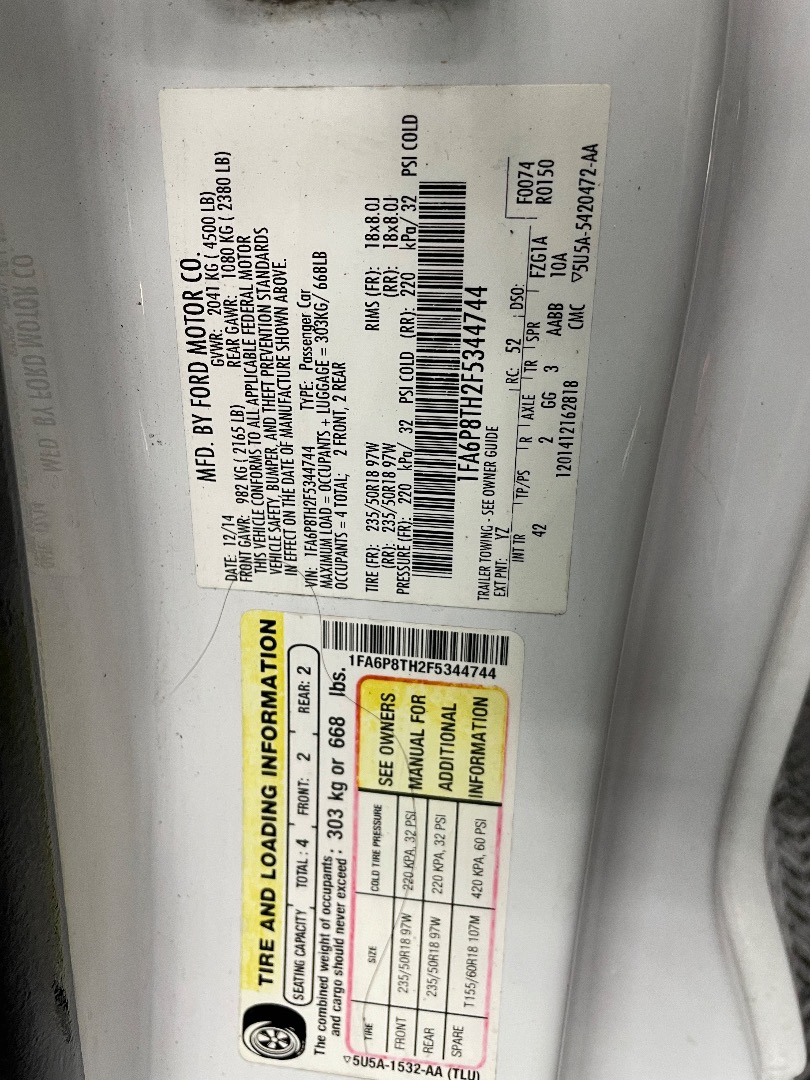 MFD. BY FORD MOTOR CO.
DATE: 12/14 GVWR: 2041 KG ( 4500 LB)
FRONT GAWR: 982 KG ( 2165 LB) REAR GAWR: 1080 KG ( 2380 LB)
THIS VEHICLE CONFORMS TO ALL APPLICABLE FEDERAL MOTOR
VEHICLE SAFETY, BUMPER, AND THEFT PREVENTION STANDARDS
IN EFFECT ON THE DATE OF MANUFACTURE SHOWN ABOVE.
VIN: 1FA6P8TH2F5344744 TYPE: Passenger Car
MAXIMUM LOAD = OCCUPANTS + LUGGAGE = 303KG/ 668LB
OCCUPANTS = 4 TOTAL; 2 FRONT, 2 REAR
TIRE (FR): 235/50R18 97W RIMS (FR): 18x8.0J
(RR): 235/50R18 97W (RR): 18x8.0J
PRESSURE (FR): 220 kPa/ 32 PSI COLD (RR): 220 kPa/ 32 PSI COLD
1FA6P8TH2F5344744
TRAILER TOWING - SEE OWNER GUIDE
EXT PNT: YZ RC: 52 DSO:
INT TR TP/PS R AXLE TR SPR F0074
42 2 GG 3 AABB FZG1A 10A R0150
1201412162818 CMC
▽5U5A-5420472-AA
TIRE AND LOADING INFORMATION
SEATING CAPACITY TOTAL : 4 FRONT: 2 REAR: 2
The combined weight of occupants
and cargo should never exceed : 303 kg or 668 lbs.
TIRE SIZE COLD TIRE PRESSURE
FRONT 235/50R18 97W 220 KPA, 32 PSI
REAR 235/50R18 97W 220 KPA, 32 PSI
SPARE T155/60R18 107M 420 KPA, 60 PSI
SEE OWNERS
MANUAL FOR
ADDITIONAL
INFORMATION
1FA6P8TH2F5344744
▽5U5A-1532-AA (TLU)